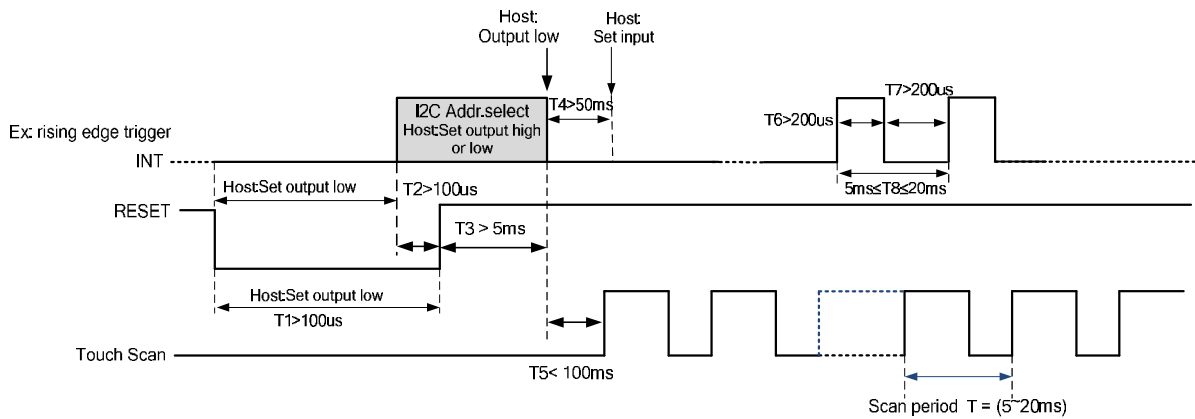 Host:
Output low
Host:
Set input
Ex: rising edge trigger
INT
I2C Addr.select
Host:Set output high
or low
T4>50ms
T6>200us
T7>200us
5ms≤T8≤20ms
Host:Set output low
T2>100us
RESET
T3 > 5ms
Host:Set output low
T1>100us
Touch Scan
T5< 100ms
Scan period T = (5~20ms)